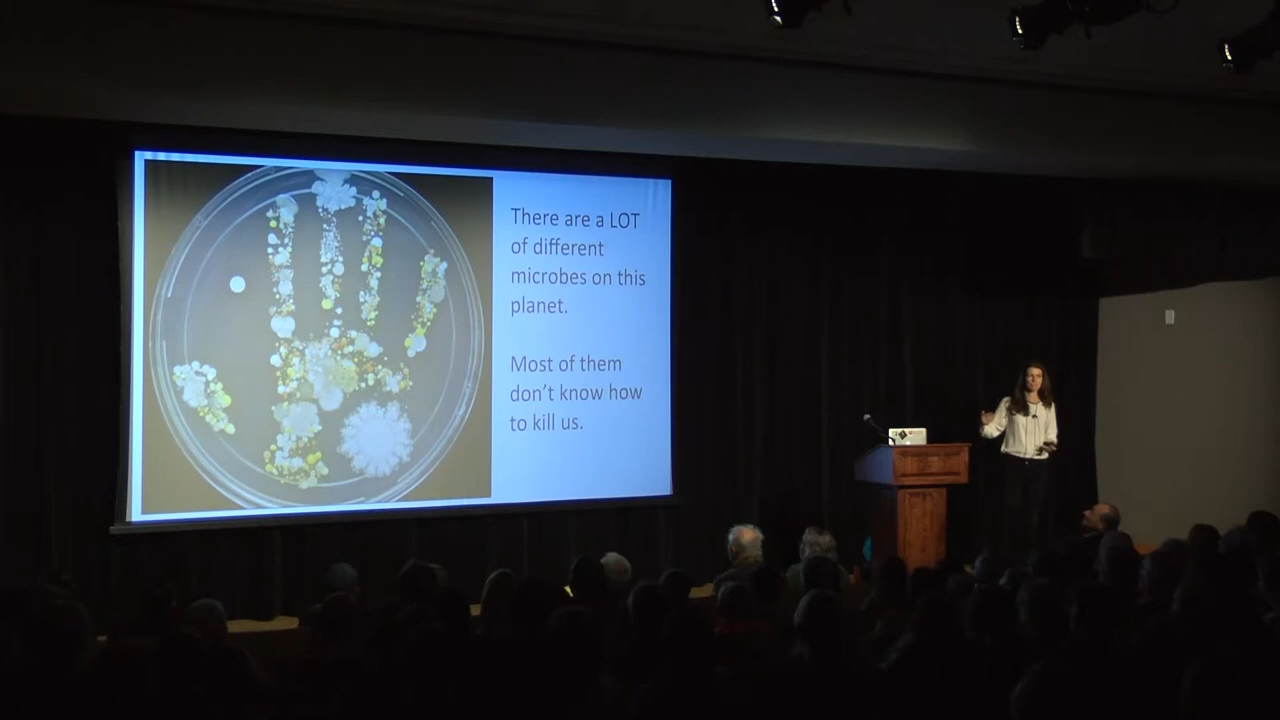 There are a LOT
of different
microbes on this
planet.
Most of them
don't know how
to kill us.